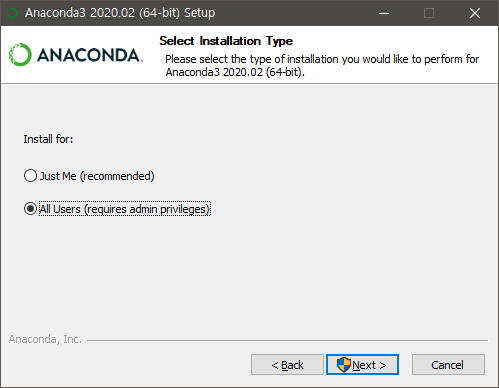 Anaconda3 2020.02 (64-bit) Setup
Select Installation Type
ANACONDA.
Please select the type of installation you would like to perform for
Anaconda3 2020.02 (64-bit).
Install for:
Just Me (recommended)
All Users (requires admin privileges)
Anaconda, Inc.
< Back
Next >
Cancel